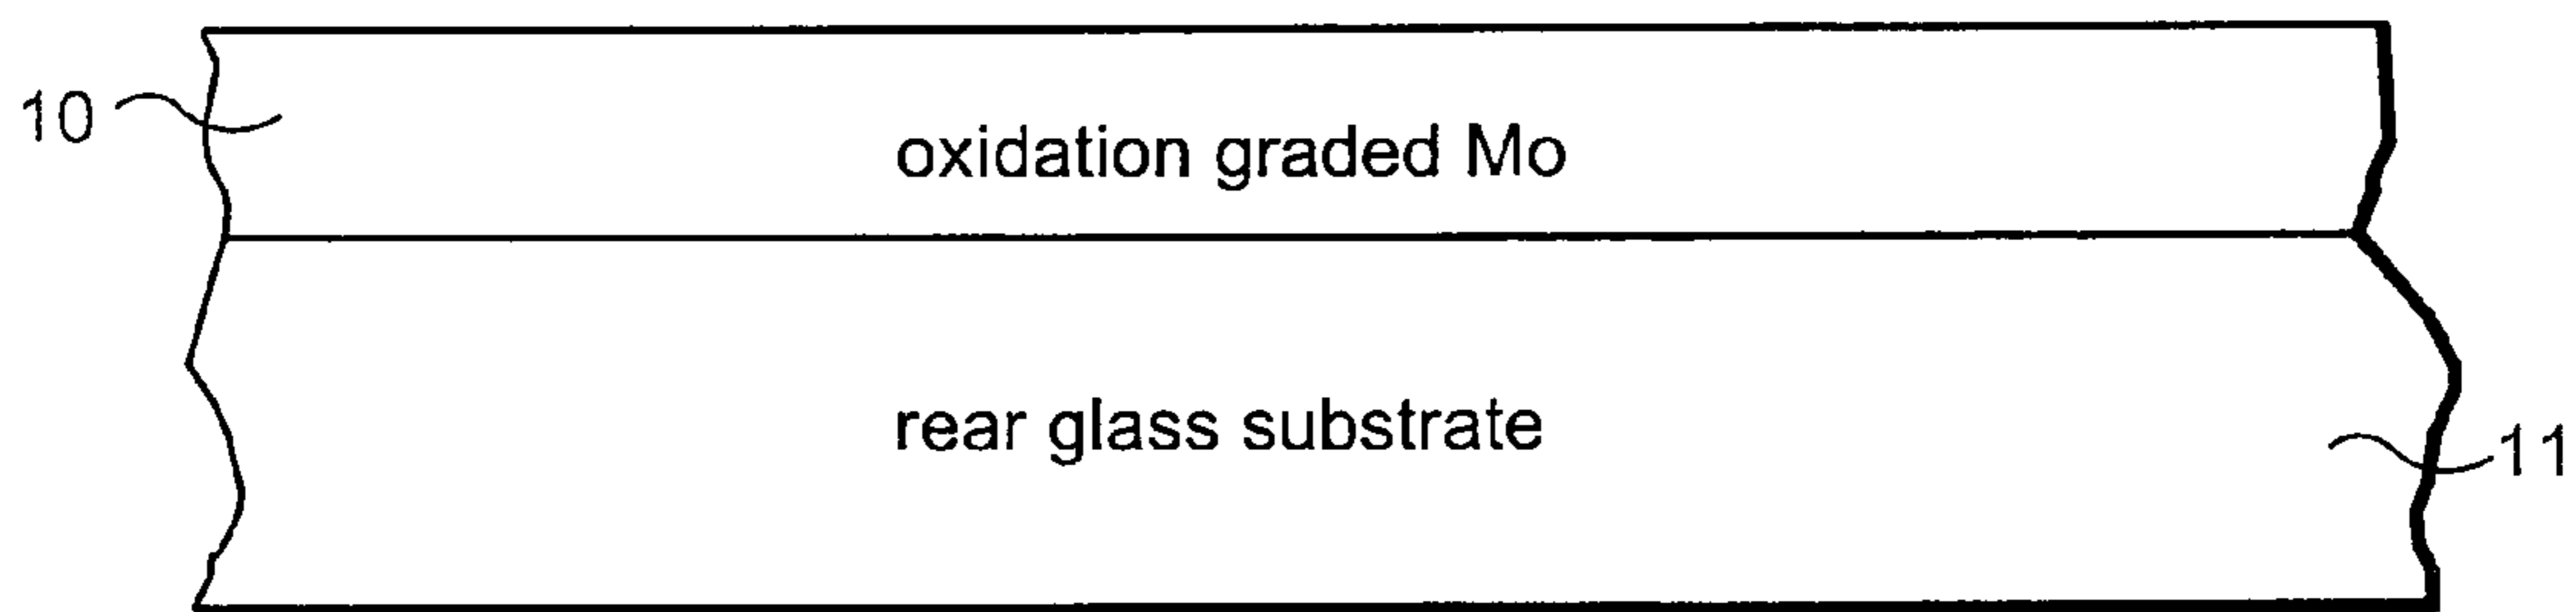 10
oxidation graded Mo
rear glass substrate
11